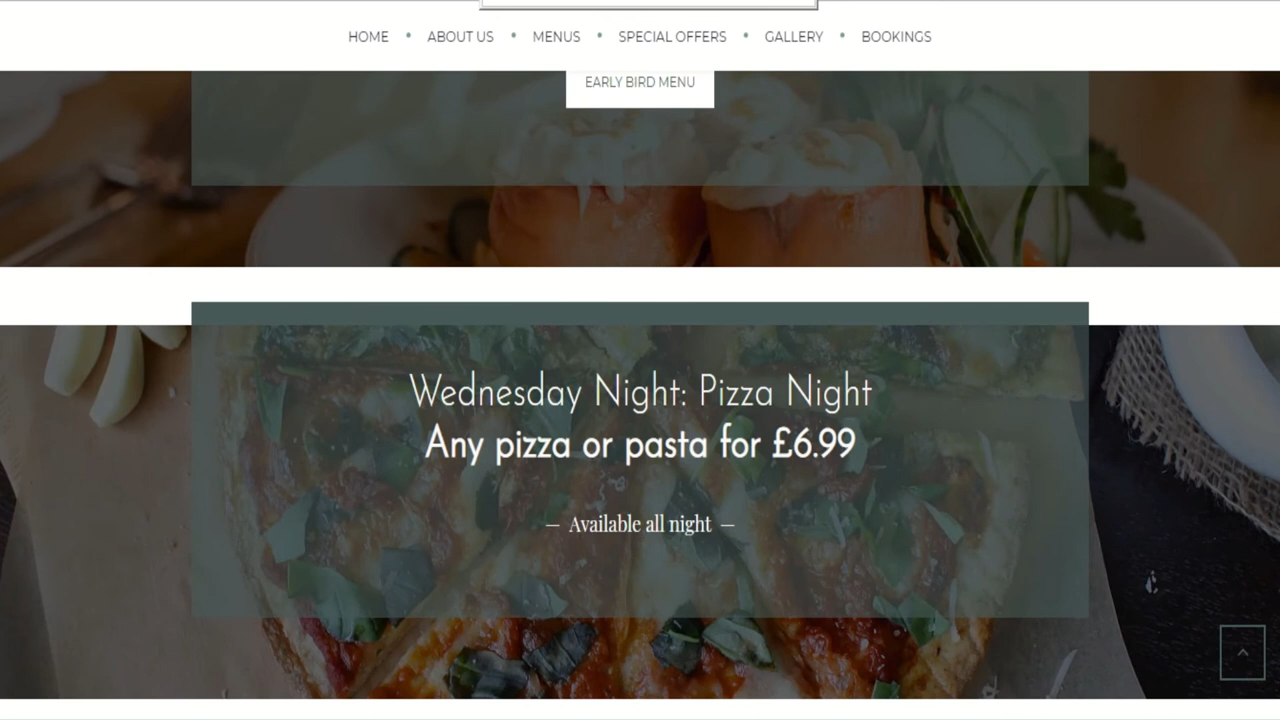 HOME • ABOUT US • MENUS • SPECIAL OFFERS • GALLERY • BOOKINGS
EARLY BIRD MENU
Wednesday Night: Pizza Night
Any pizza or pasta for £6.99
— Available all night —